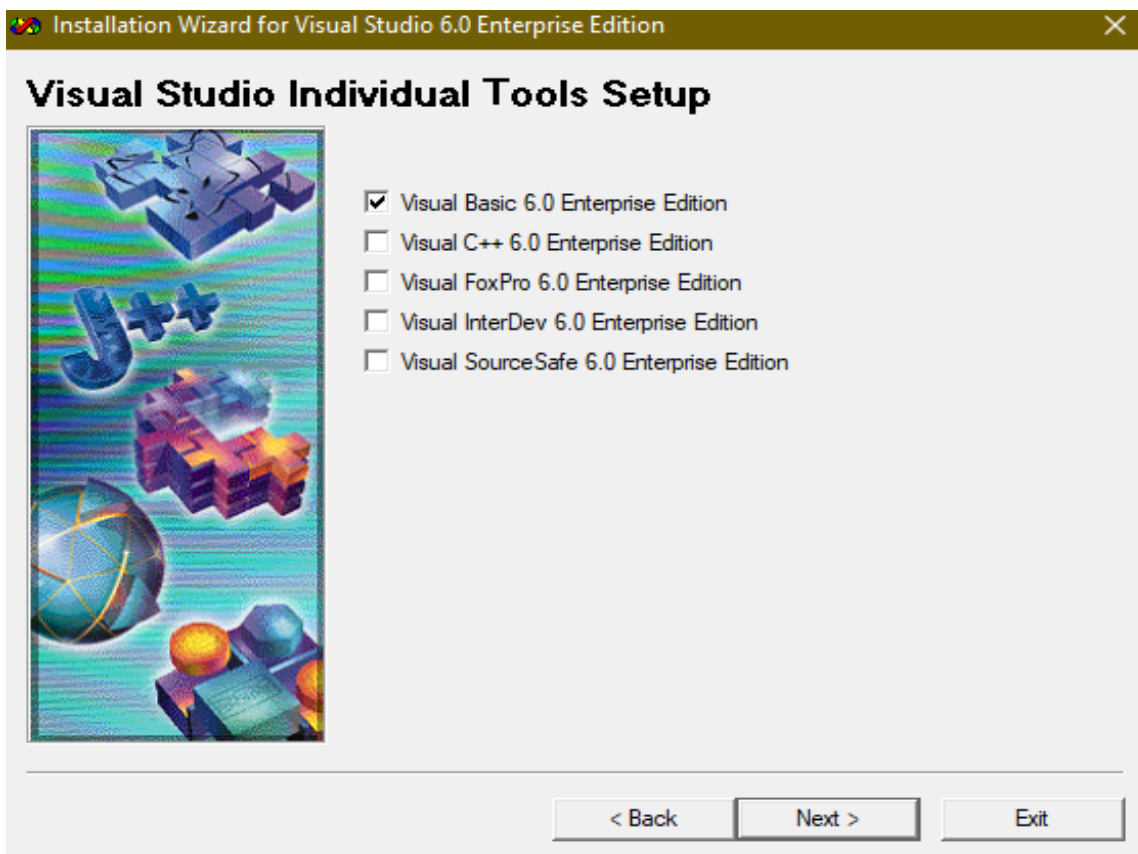 Installation Wizard for Visual Studio 6.0 Enterprise Edition
Visual Studio Individual Tools Setup
J++
Visual Basic 6.0 Enterprise Edition
Visual C++ 6.0 Enterprise Edition
Visual FoxPro 6.0 Enterprise Edition
Visual InterDev 6.0 Enterprise Edition
Visual SourceSafe 6.0 Enterprise Edition
< Back Next > Exit